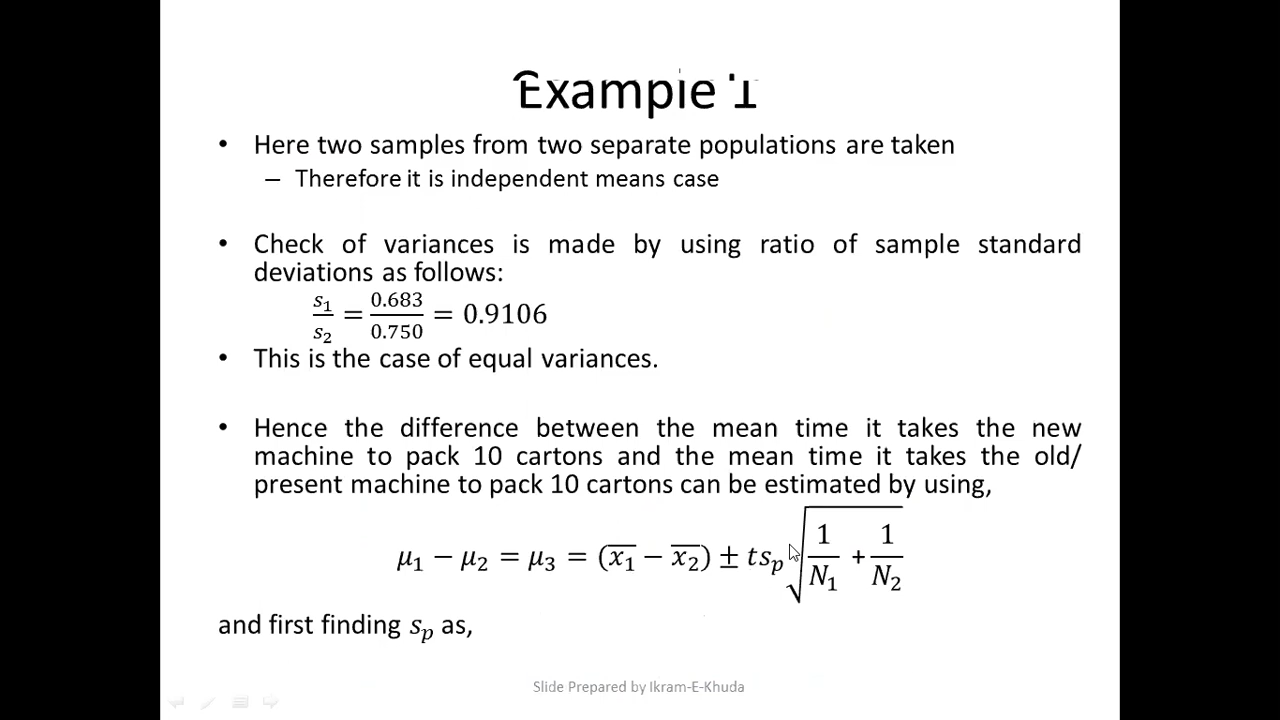 Example 1
• Here two samples from two separate populations are taken
– Therefore it is independent means case
• Check of variances is made by using ratio of sample standard
deviations as follows:
s₁/s₂ = 0.683/0.750 = 0.9106
• This is the case of equal variances.
• Hence the difference between the mean time it takes the new
machine to pack 10 cartons and the mean time it takes the old/
present machine to pack 10 cartons can be estimated by using,
μ₁ − μ₂ = μ₃ = (x̄₁ − x̄₂) ± tsₚ√(1/N₁ + 1/N₂)
and first finding sₚ as,
Slide Prepared by Ikram-E-Khuda